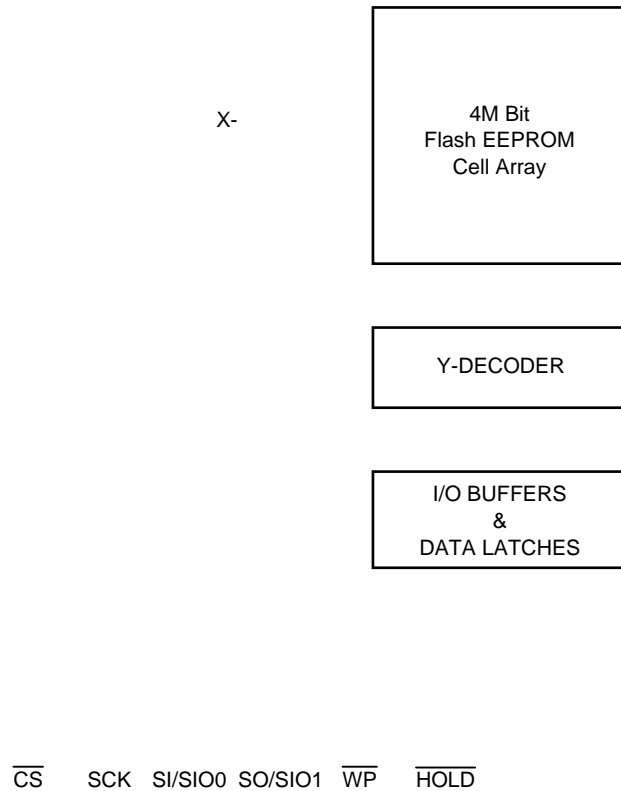 X-
4M Bit
Flash EEPROM
Cell Array
Y-DECODER
I/O BUFFERS
&
DATA LATCHES
CS SCK SI/SIO0 SO/SIO1 WP HOLD